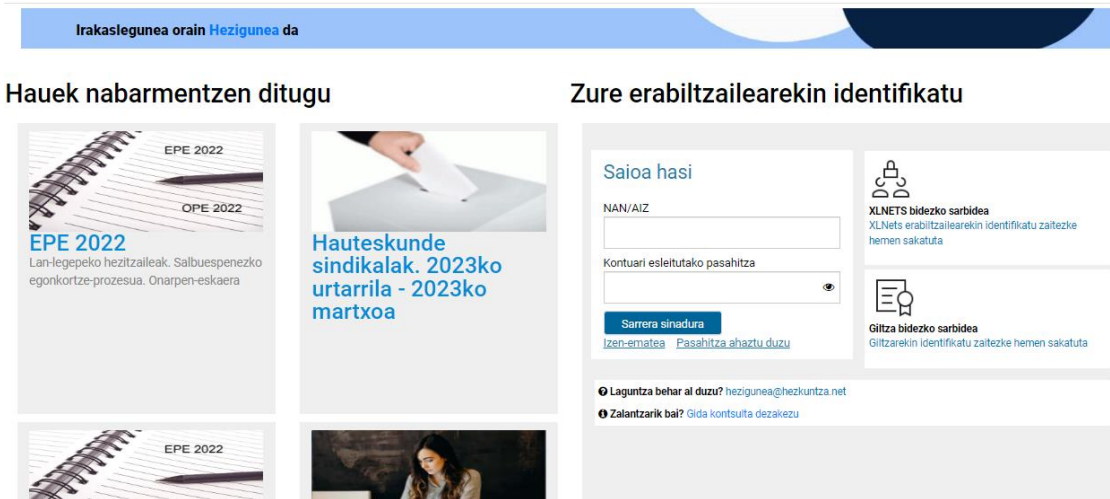 Irakaslegunea orain Hezigunea da
Hauek nabarmentzen ditugu
EPE 2022
OPE 2022
EPE 2022
Lan-legepeko hezitzaileak. Salbuespenezko
egonkortze-prozesua. Onarpen-eskaera
Hauteskunde
sindikalak. 2023ko
urtarrila - 2023ko
martxoa
EPE 2022
Zure erabiltzailearekin identifikatu
Saioa hasi
NAN/AIZ
Kontuari esleitutako pasahitza
Sarrera sinadura
Izen-ematea Pasahitza ahaztu duzu
XLNETS bidezko sarbidea
XLNets erabiltzailearekin identifikatu zaitezke
hemen sakatuta
Giltza bidezko sarbidea
Giltzarekin identifikatu zaitezke hemen sakatuta
Laguntza behar al duzu? hezigunea@hezkuntza.net
Zalantzarik bai? Gida kontsulta dezakezu